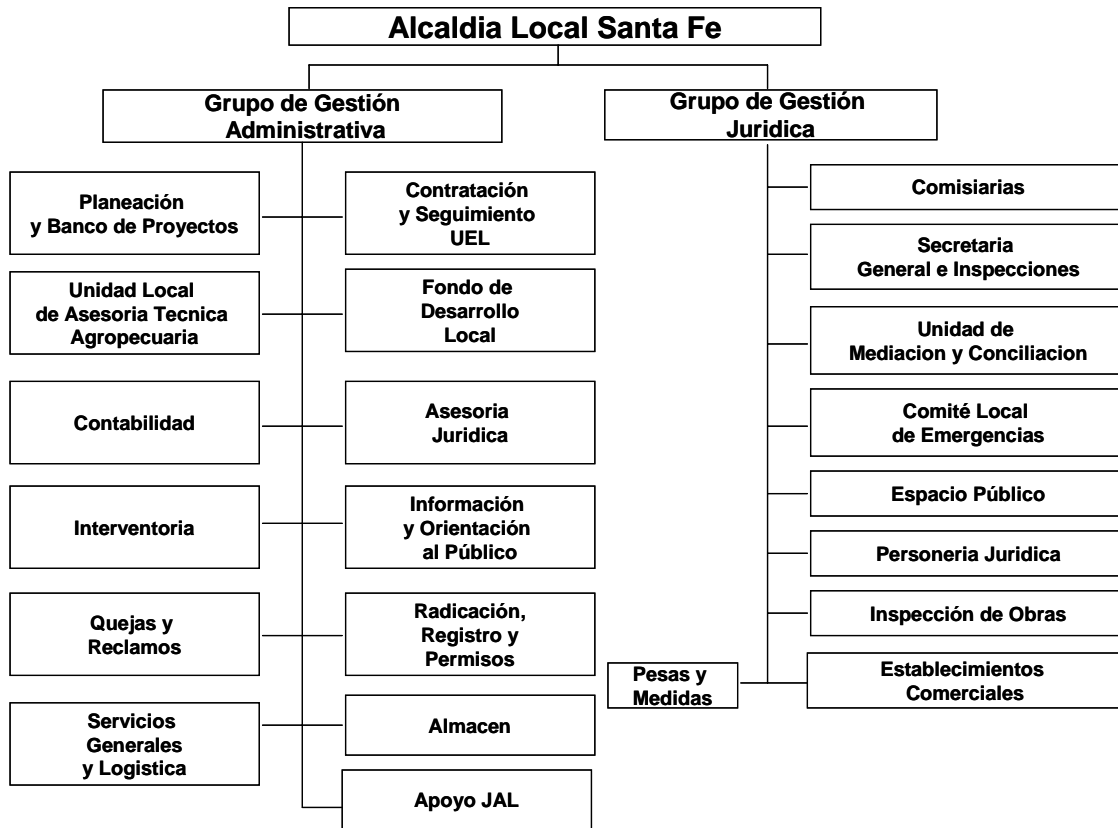 Alcaldia Local Santa Fe
Grupo de Gestión
Administrativa
Grupo de Gestión
Juridica
Planeación
y Banco de Proyectos
Contratación
y Seguimiento
UEL
Unidad Local
de Asesoria Tecnica
Agropecuaria
Fondo de
Desarrollo
Local
Contabilidad
Asesoria
Juridica
Interventoria
Información
y Orientación
al Público
Quejas y
Reclamos
Radicación,
Registro y
Permisos
Servicios
Generales
y Logistica
Almacen
Apoyo JAL
Comisiarias
Secretaria
General e Inspecciones
Unidad de
Mediacion y Conciliacion
Comité Local
de Emergencias
Espacio Público
Personeria Juridica
Inspección de Obras
Pesas y
Medidas
Establecimientos
Comerciales